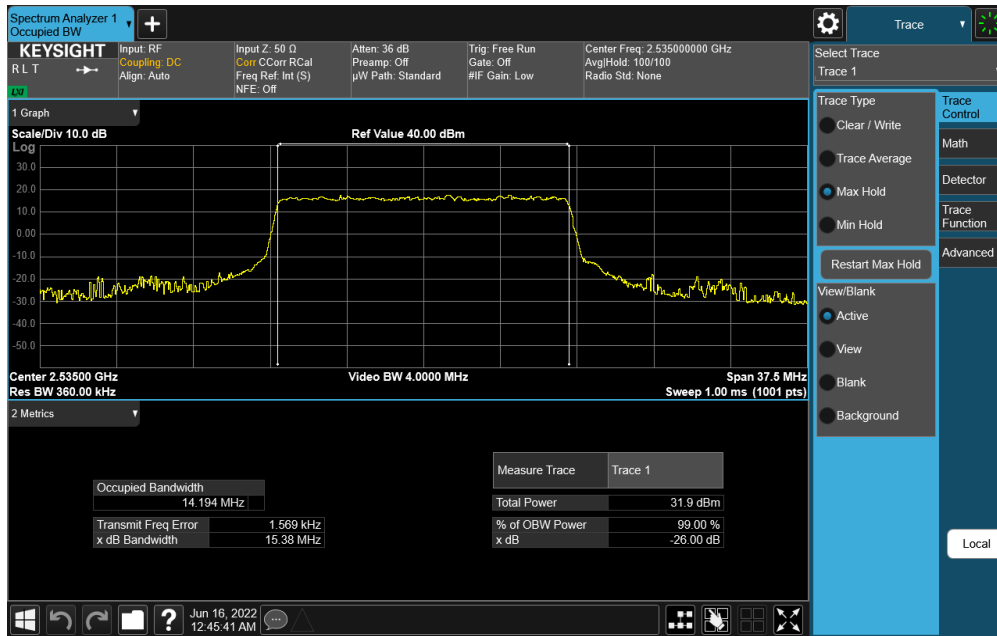 Spectrum Analyzer 1
Occupied BW
KEYSIGHT
R L T
LXI
Input: RF
Coupling: DC
Align: Auto
Input Z: 50 Ω
Corr CCorr RCal
Freq Ref: Int (S)
NFE: Off
Atten: 36 dB
Preamp: Off
µW Path: Standard
Trig: Free Run
Gate: Off
#IF Gain: Low
Center Freq: 2.535000000 GHz
Avg|Hold: 100/100
Radio Std: None
1 Graph
Scale/Div 10.0 dB
Ref Value 40.00 dBm
Log
30.0
20.0
10.0
0.00
-10.0
-20.0
-30.0
-40.0
-50.0
Center 2.53500 GHz
Video BW 4.0000 MHz
Span 37.5 MHz
Res BW 360.00 kHz
Sweep 1.00 ms (1001 pts)
2 Metrics
Occupied Bandwidth
14.194 MHz
Transmit Freq Error 1.569 kHz
x dB Bandwidth 15.38 MHz
Measure Trace Trace 1
Total Power 31.9 dBm
% of OBW Power 99.00 %
x dB -26.00 dB
Jun 16, 2022
12:45:41 AM
Trace
Select Trace
Trace 1
Trace Type
Clear / Write
Trace Average
Max Hold
Min Hold
Restart Max Hold
View/Blank
Active
View
Blank
Background
Trace
Control
Math
Detector
Trace
Function
Advanced
Local